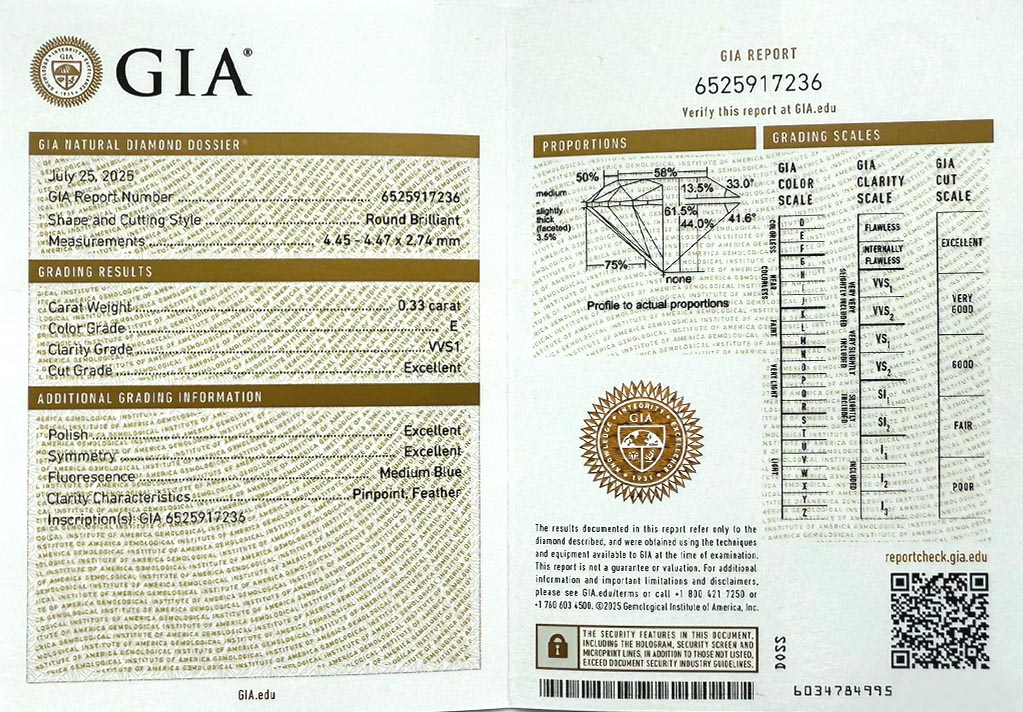 GIA®
GIA NATURAL DIAMOND DOSSIER®
July 25, 2025
GIA Report Number 6525917236
Shape and Cutting Style Round Brilliant
Measurements 4.45 - 4.47 x 2.74 mm
GRADING RESULTS
Carat Weight 0.33 carat
Color Grade E
Clarity Grade VVS1
Cut Grade Excellent
ADDITIONAL GRADING INFORMATION
Polish Excellent
Symmetry Excellent
Fluorescence Medium Blue
Clarity Characteristics Pinpoint, Feather
Inscription(s): GIA 6525917236
GIA.edu
GIA REPORT
6525917236
Verify this report at GIA.edu
PROPORTIONS
50%
58%
medium
-
slightly
thick
(faceted)
3.5%
13.5%
33.0°
61.5%
44.0%
41.6°
75%
none
Profile to actual proportions
GIA
INTEGRITY
KNOWLEDGE
EXCELLENCE
1931
The results documented in this report refer only to the
diamond described, and were obtained using the techniques
and equipment available to GIA at the time of examination.
This report is not a guarantee or valuation. For additional
information and important limitations and disclaimers,
please see GIA.edu/terms or call +1 800 421 7250 or
+1 760 603 4500. ©2025 Gemological Institute of America, Inc.
THE SECURITY FEATURES IN THIS DOCUMENT,
INCLUDING THE HOLOGRAM, SECURITY SCREEN AND
MICROPRINT LINES, IN ADDITION TO THOSE NOT LISTED,
EXCEED DOCUMENT SECURITY INDUSTRY GUIDELINES.
GRADING SCALES
GIA
COLOR
SCALE
COLORLESS
D
E
F
NEAR
COLORLESS
G
H
I
J
FAINT
K
L
M
VERY LIGHT
N
O
P
Q
R
LIGHT
S
T
U
V
W
X
Y
Z
GIA
CLARITY
SCALE
FLAWLESS
INTERNALLY
FLAWLESS
VERY VERY
SLIGHTLY INCLUDED
VVS1
VVS2
VERY SLIGHTLY
INCLUDED
VS1
VS2
SLIGHTLY
INCLUDED
SI1
SI2
INCLUDED
I1
I2
I3
GIA
CUT
SCALE
EXCELLENT
VERY
GOOD
GOOD
FAIR
POOR
reportcheck.gia.edu
DOSS
6034784995